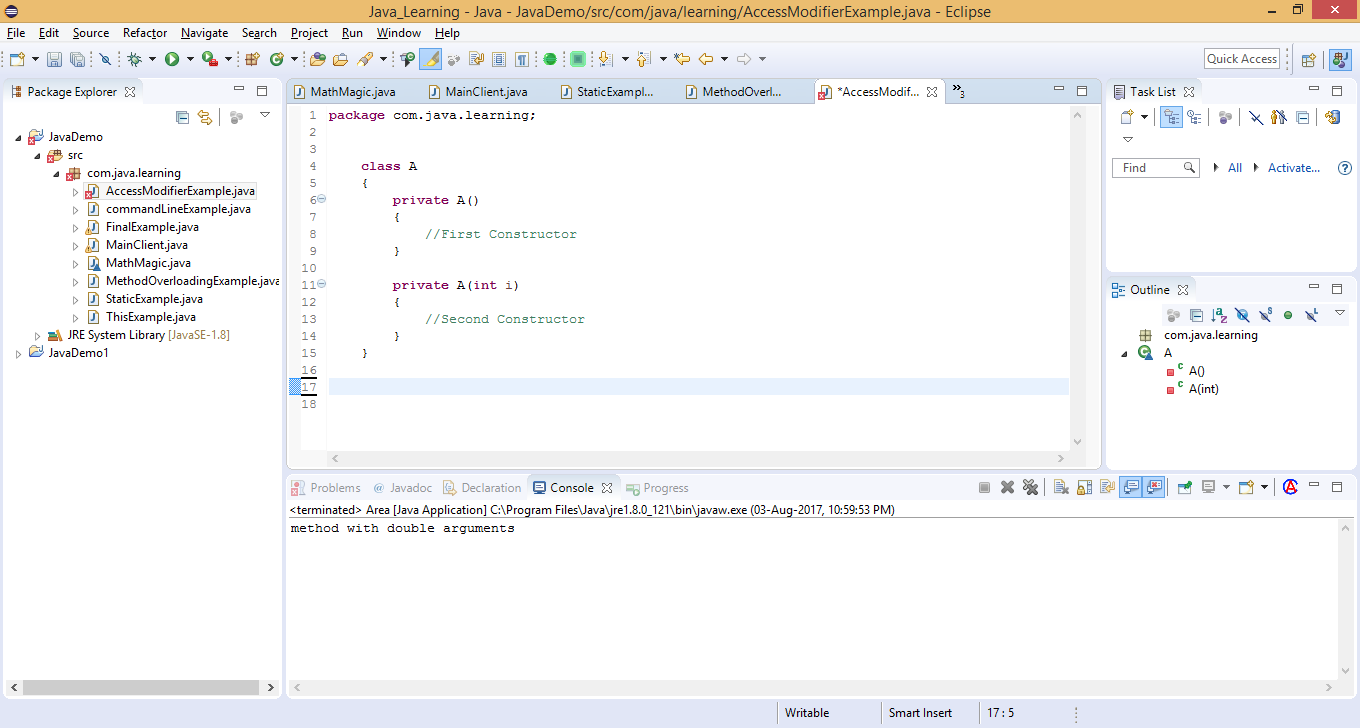 Java_Learning - Java - JavaDemo/src/com/java/learning/AccessModifierExample.java - Eclipse
File Edit Source Refactor Navigate Search Project Run Window Help
Quick Access
Package Explorer
JavaDemo
src
com.java.learning
AccessModifierExample.java
commandLineExample.java
FinalExample.java
MainClient.java
MathMagic.java
MethodOverloadingExample.java
StaticExample.java
ThisExample.java
JRE System Library [JavaSE-1.8]
JavaDemo1
MathMagic.java MainClient.java StaticExampl... MethodOverl... *AccessModif... »3
1 package com.java.learning;
2
3
4 class A
5 {
6 private A()
7 {
8 //First Constructor
9 }
10
11 private A(int i)
12 {
13 //Second Constructor
14 }
15 }
16
17
18
Task List
Find All Activate...
Outline
com.java.learning
A
A()
A(int)
Problems @ Javadoc Declaration Console Progress
<terminated> Area [Java Application] C:\Program Files\Java\jre1.8.0_121\bin\javaw.exe (03-Aug-2017, 10:59:53 PM)
method with double arguments
Writable Smart Insert 17 : 5